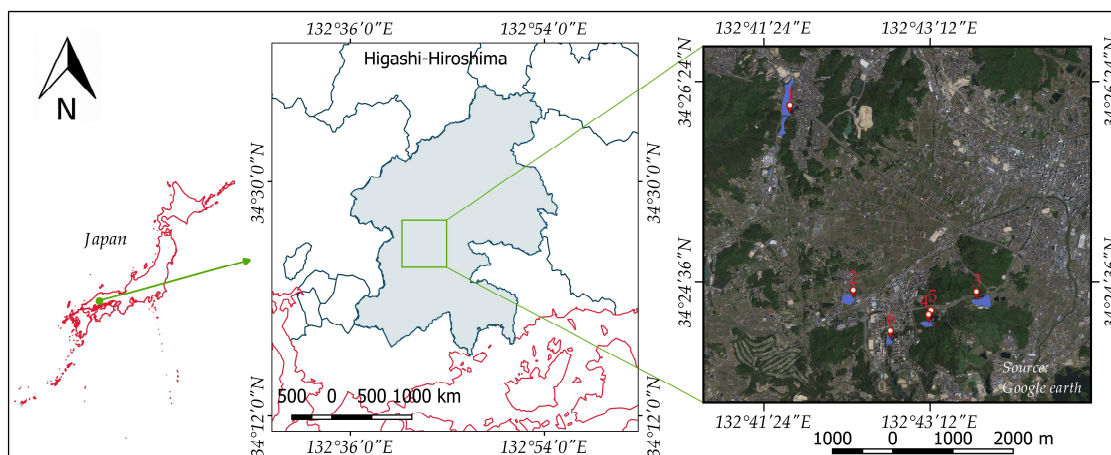 N
Japan
132°36′0″E 132°54′0″E
Higashi-Hiroshima
34°30′0″N
34°12′0″N
34°30′0″N
34°12′0″N
500 0 500 1000 km
132°36′0″E 132°54′0″E
132°41′24″E 132°43′12″E
34°26′24″N
34°24′36″N
34°26′24″N
34°24′36″N
5
Source:
Google earth
132°41′24″E 132°43′12″E
1000 0 1000 2000 m